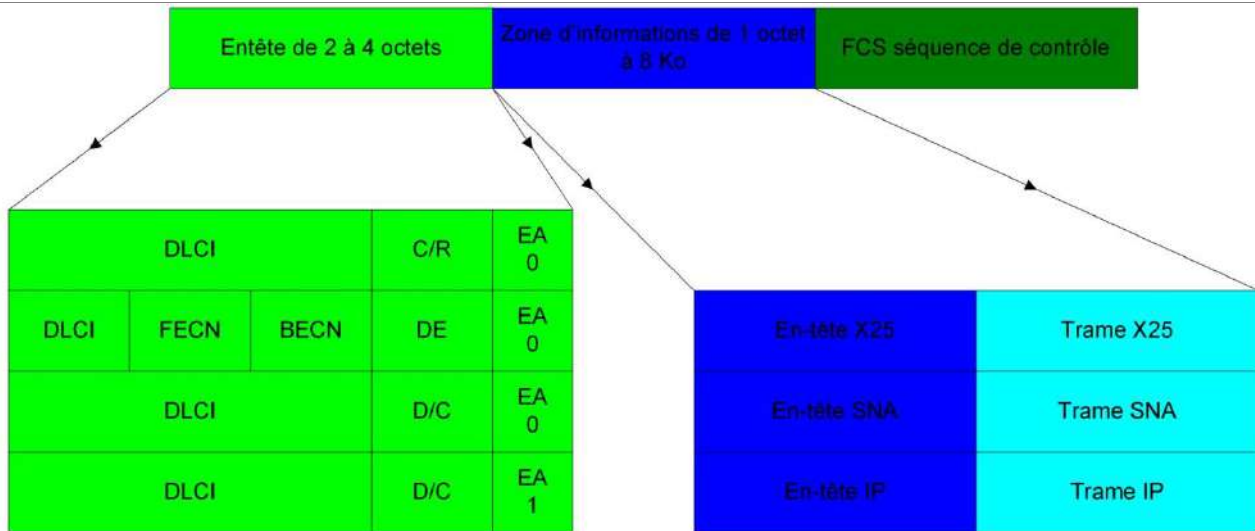 Entête de 2 à 4 octets
Zone d'informations de 1 octet
à 8 Ko
FCS séquence de contrôle
DLCI
C/R
EA
0
DLCI
FECN
BECN
DE
EA
0
DLCI
D/C
EA
0
DLCI
D/C
EA
1
En-tête X25
Trame X25
En-tête SNA
Trame SNA
En-tête IP
Trame IP